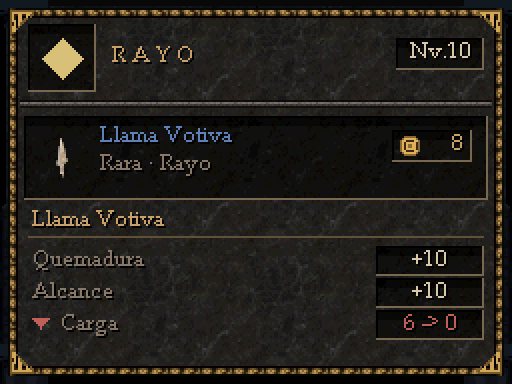 RAYO
Nv.10
Llama Votiva
8
Rara · Rayo
Llama Votiva
Quemadura +10
Alcance +10
Carga 6 -> 0